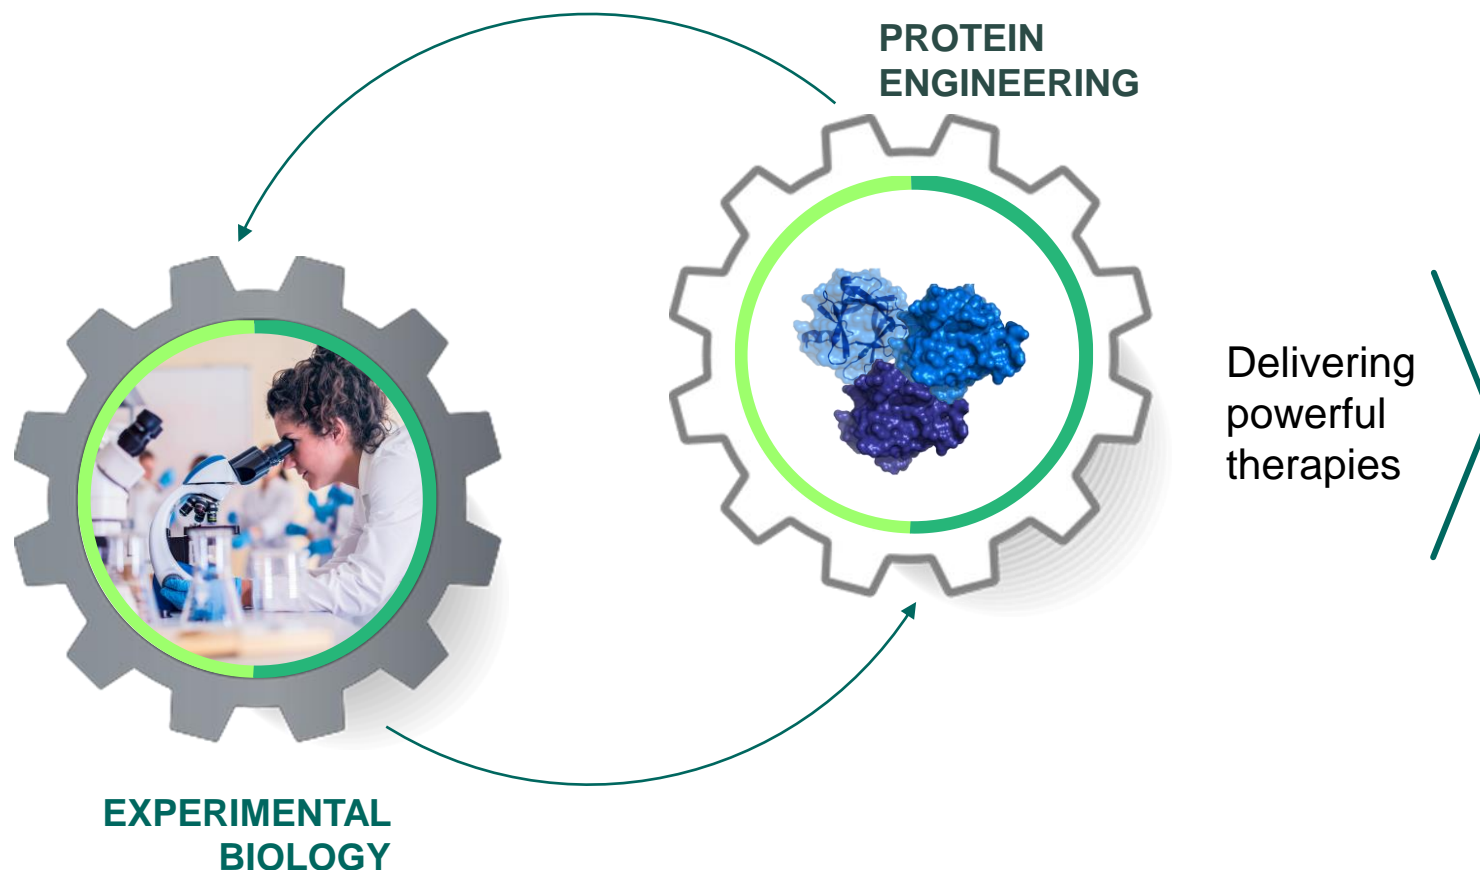 PROTEIN
ENGINEERING
Delivering
powerful
therapies
EXPERIMENTAL
BIOLOGY